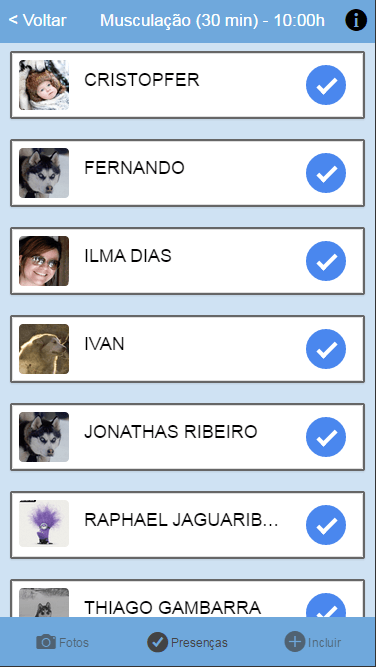 < Voltar Musculação (30 min) - 10:00h
CRISTOPFER
FERNANDO
ILMA DIAS
IVAN
JONATHAS RIBEIRO
RAPHAEL JAGUARIB...
THIAGO GAMBARRA
Fotos Presenças Incluir